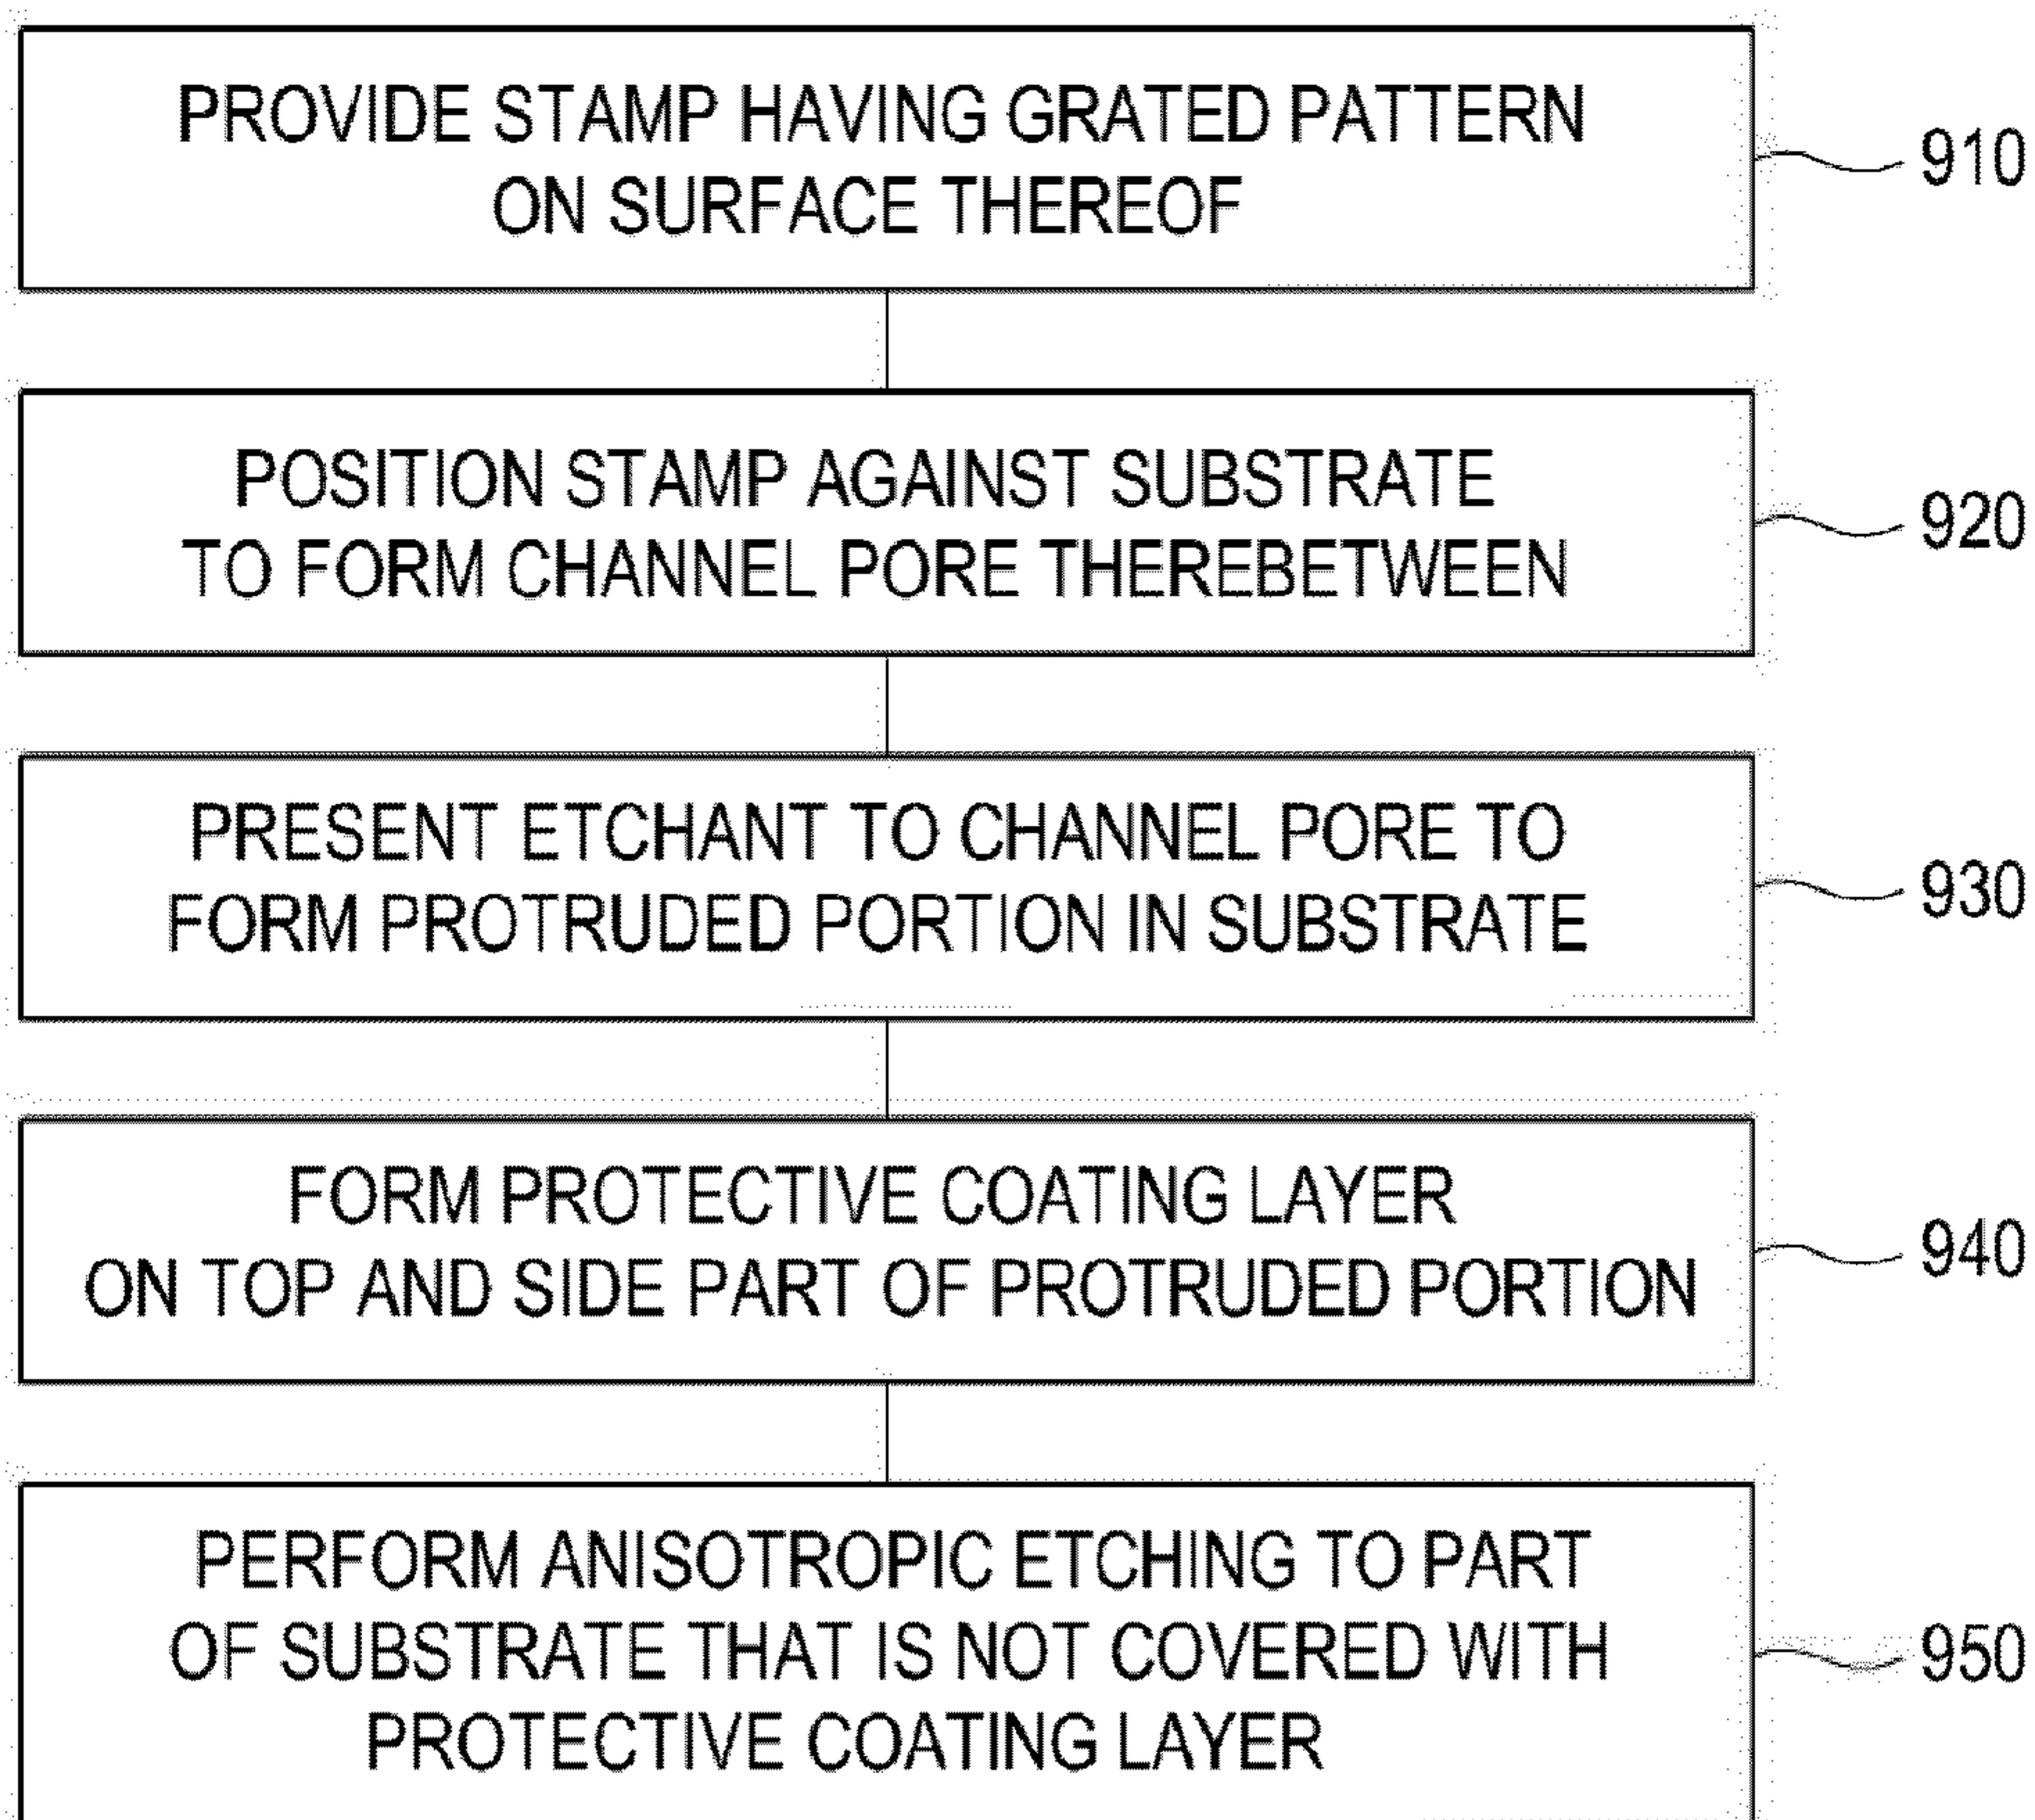 PROVIDE STAMP HAVING GRATED PATTERN
ON SURFACE THEREOF
910
POSITION STAMP AGAINST SUBSTRATE
TO FORM CHANNEL PORE THEREBETWEEN
920
PRESENT ETCHANT TO CHANNEL PORE TO
FORM PROTRUDED PORTION IN SUBSTRATE
930
FORM PROTECTIVE COATING LAYER
ON TOP AND SIDE PART OF PROTRUDED PORTION
940
PERFORM ANISOTROPIC ETCHING TO PART
OF SUBSTRATE THAT IS NOT COVERED WITH
PROTECTIVE COATING LAYER
950